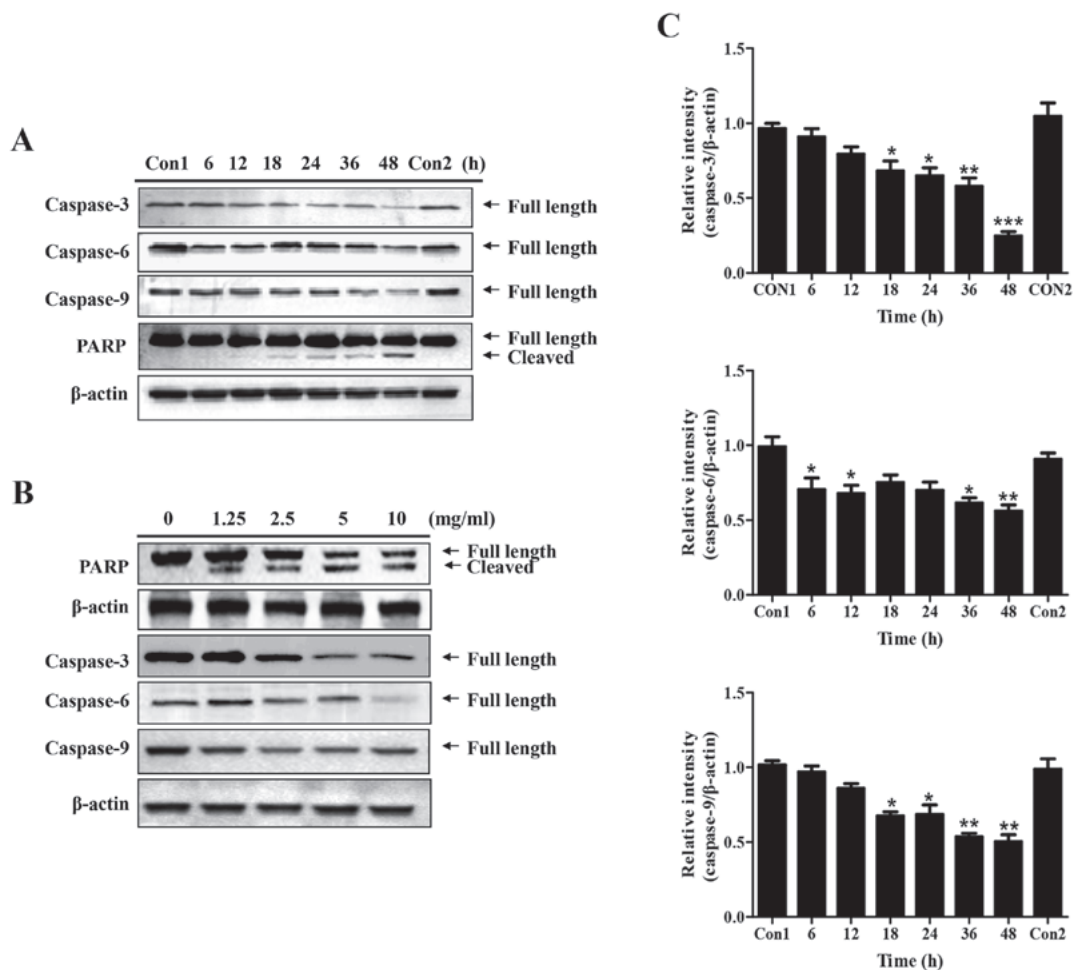 A
Con1 6 12 18 24 36 48 Con2 (h)
Caspase-3 ← Full length
Caspase-6 ← Full length
Caspase-9 ← Full length
PARP ← Full length
← Cleaved
β-actin
B
0 1.25 2.5 5 10 (mg/ml)
PARP ← Full length
← Cleaved
β-actin
Caspase-3 ← Full length
Caspase-6 ← Full length
Caspase-9 ← Full length
β-actin
C
Relative intensity
(caspase-3/β-actin)
1.5
1.0
0.5
0.0
* * ** ***
CON1 6 12 18 24 36 48 CON2
Time (h)
Relative intensity
(caspase-6/β-actin)
1.5
1.0
0.5
0.0
* * * **
Con1 6 12 18 24 36 48 Con2
Time (h)
Relative intensity
(caspase-9/β-actin)
1.5
1.0
0.5
0.0
* * ** **
Con1 6 12 18 24 36 48 Con2
Time (h)